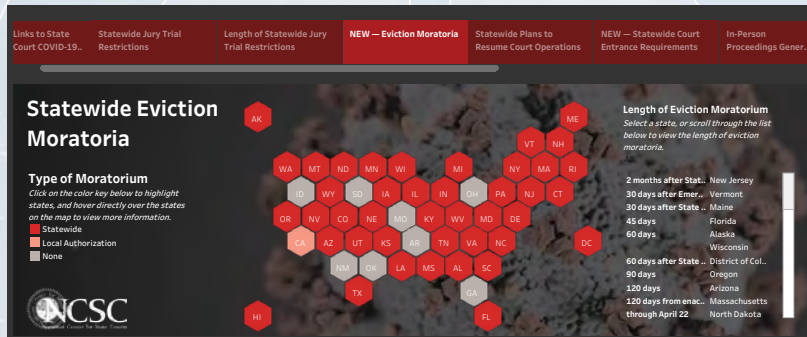 Links to State
Court COVID-19..
Statewide Jury Trial
Restrictions
Length of Statewide Jury
Trial Restrictions
NEW — Eviction Moratoria
Statewide Plans to
Resume Court Operations
NEW — Statewide Court
Entrance Requirements
In-Person
Proceedings Gener.
Statewide Eviction
Moratoria
Type of Moratorium
Click on the color key below to highlight
states, and hover directly over the states
on the map to view more information.
Statewide
Local Authorization
None
NCSC
National Center for State Courts
AK
ME
VT NH
WA MT ND MN WI MI NY MA RI
ID WY SD IA IL IN OH PA NJ CT
OR NV CO NE MO KY WV MD DE
CA AZ UT KS AR TN VA NC DC
NM OK LA MS AL SC
TX GA
HI FL
Length of Eviction Moratorium
Select a state, or scroll through the list
below to view the length of eviction
moratoria.
2 months after Stat.. New Jersey
30 days after Emer.. Vermont
30 days after State .. Maine
45 days Florida
60 days Alaska
Wisconsin
60 days after State .. District of Col..
90 days Oregon
120 days Arizona
120 days from enac.. Massachusetts
through April 22 North Dakota